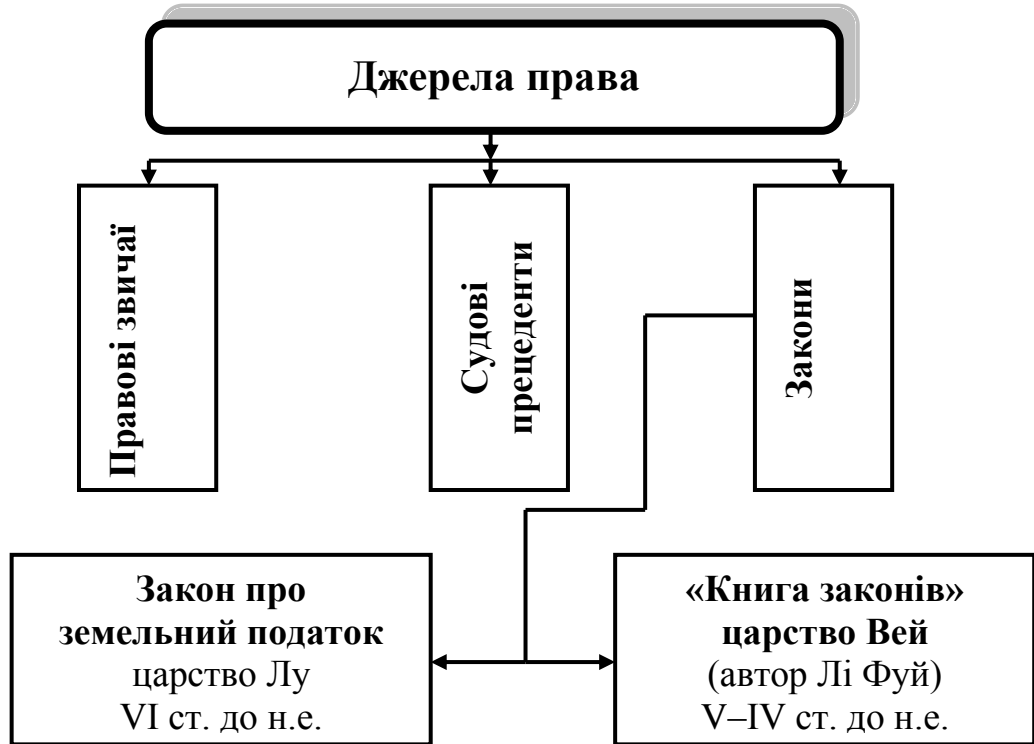 Джерела права
Правові звичаї
Судові
прецеденти
Закони
Закон про
земельний податок
царство Лу
VI ст. до н.е.
«Книга законів»
царство Вей
(автор Лі Фуй)
V–IV ст. до н.е.